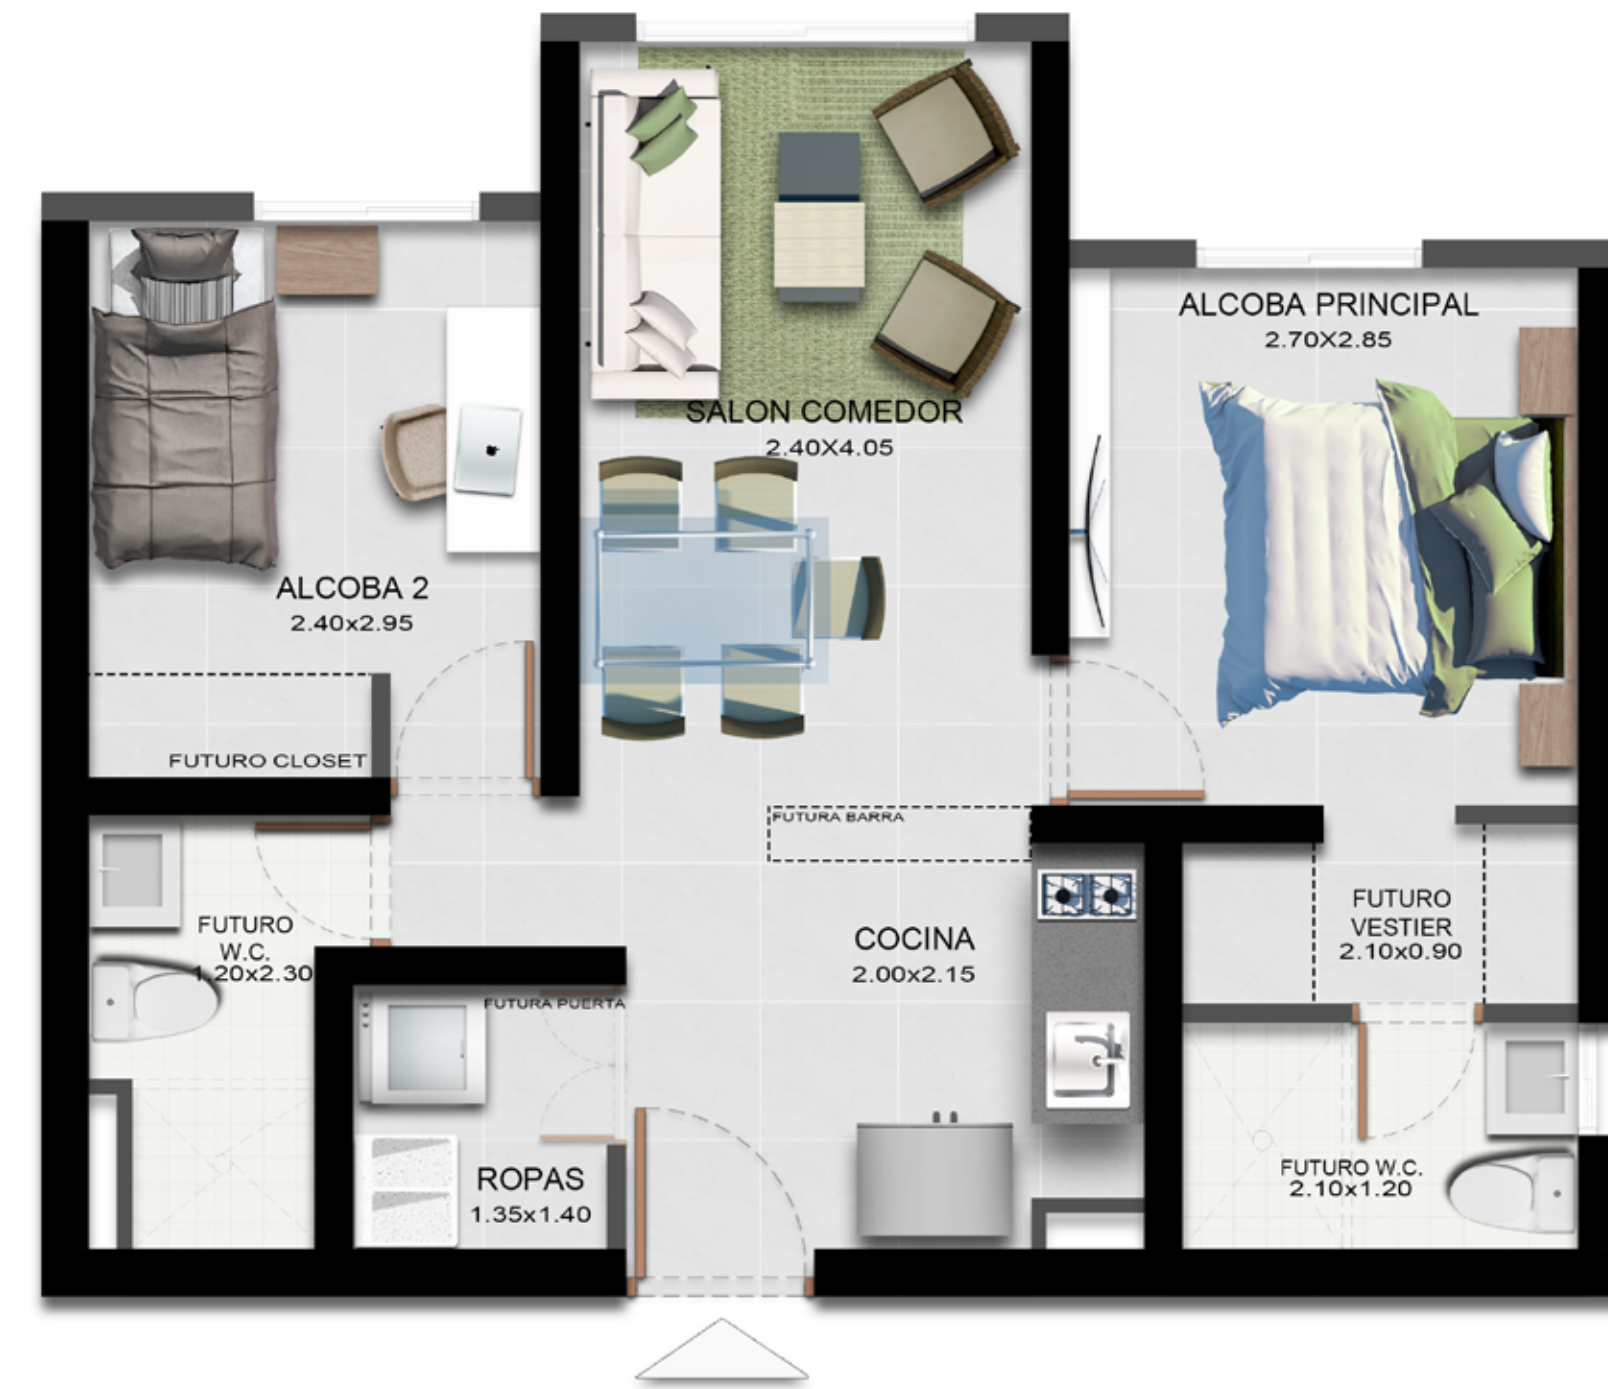 ALCOBA PRINCIPAL
2.70X2.85
SALON COMEDOR
2.40X4.05
ALCOBA 2
2.40x2.95
FUTURO CLOSET
FUTURA BARRA
FUTURO
W.C.
1.20x2.30
COCINA
2.00x2.15
FUTURO
VESTIER
2.10x0.90
FUTURA PUERTA
ROPAS
1.35x1.40
FUTURO W.C.
2.10x1.20